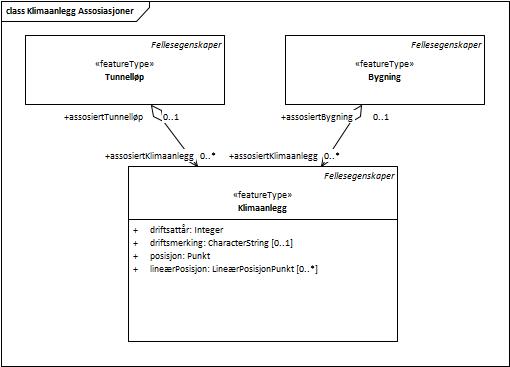 class Klimaanlegg Assosiasjoner
Fellesegenskaper
«featureType»
Tunnelløp
Fellesegenskaper
«featureType»
Bygning
+assosiertTunnelløp 0..1
+assosiertBygning 0..1
+assosiertKlimaanlegg 0..*
+assosiertKlimaanlegg 0..*
Fellesegenskaper
«featureType»
Klimaanlegg
+ driftsattår: Integer
+ driftsmerking: CharacterString [0..1]
+ posisjon: Punkt
+ lineærPosisjon: LineærPosisjonPunkt [0..*]